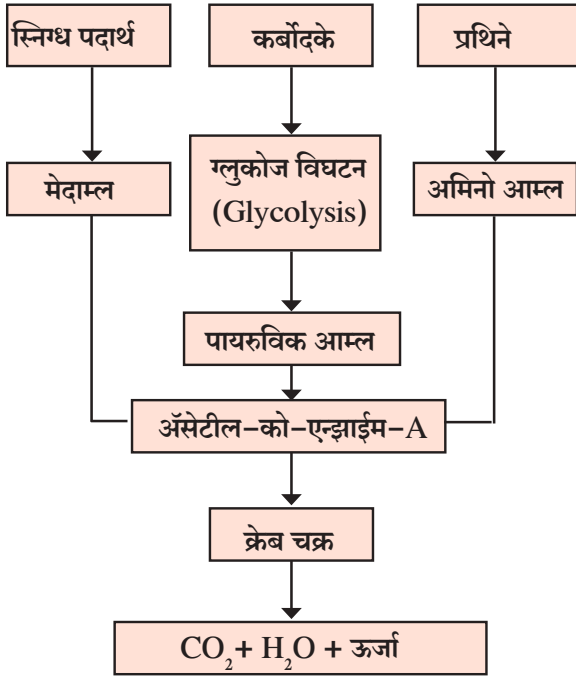 स्निग्ध पदार्थ
कर्बोदके
प्रथिने
मेदाम्ल
ग्लुकोज विघटन
(Glycolysis)
अमिनो आम्ल
पायरुविक आम्ल
ॲसेटील-को-एन्झाईम-A
क्रेब चक्र
CO₂+ H₂O + ऊर्जा